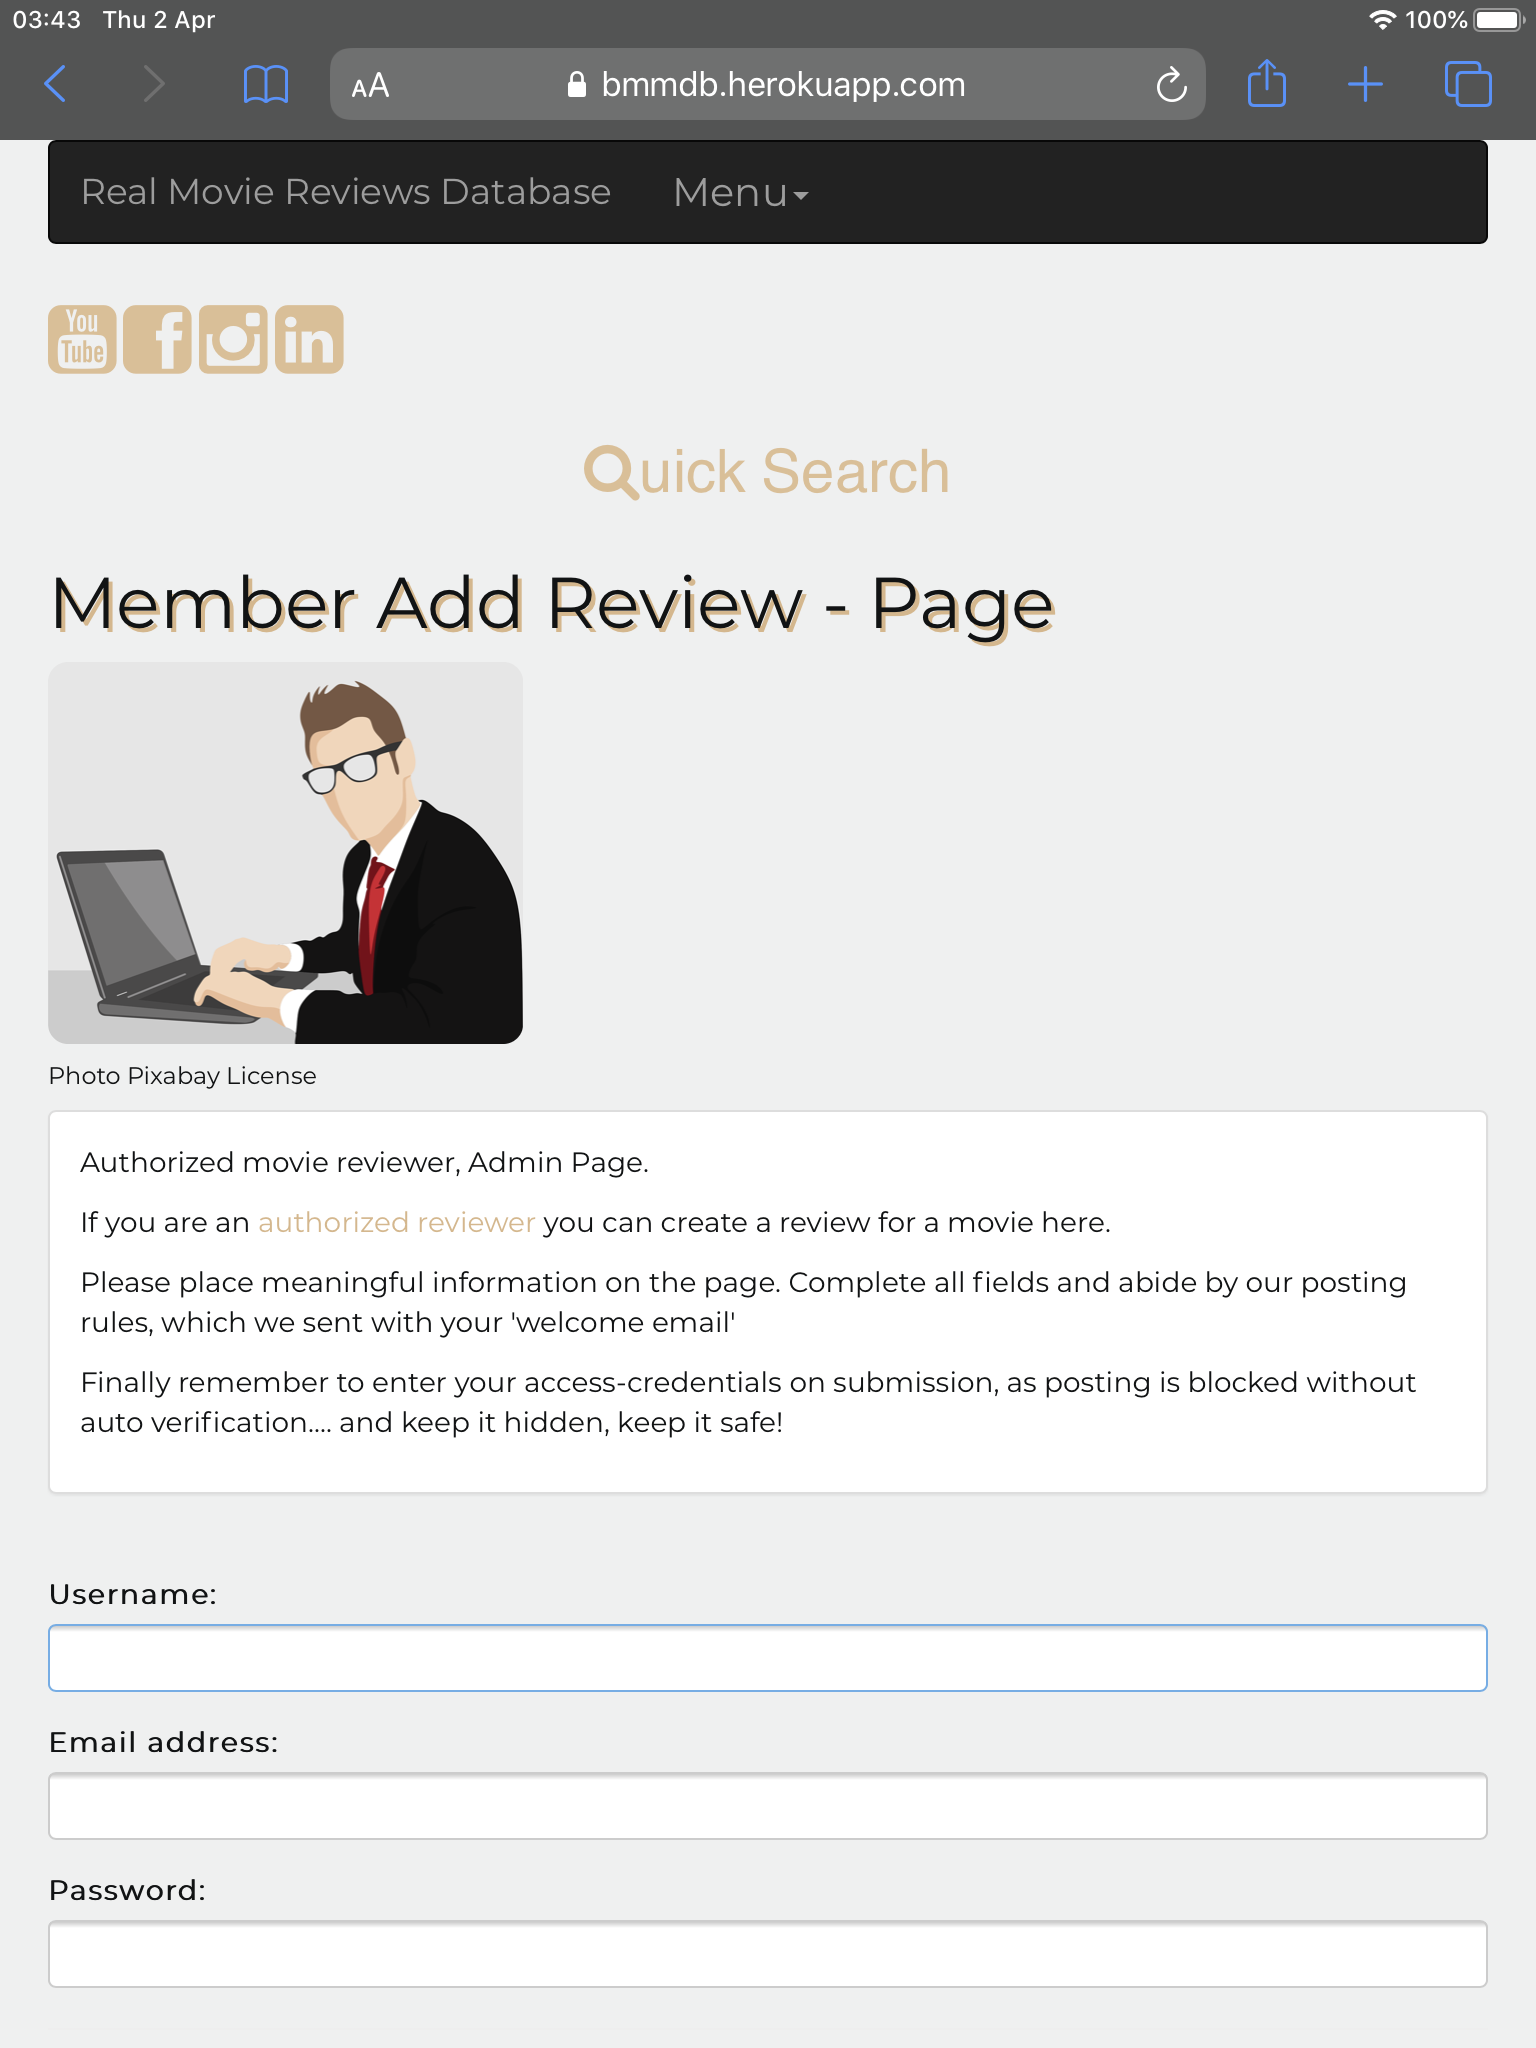 03:43 Thu 2 Apr 100%
AA bmmdb.herokuapp.com
Real Movie Reviews Database Menu
You Tube f in
Quick Search
Member Add Review - Page
Photo Pixabay License
Authorized movie reviewer, Admin Page.
If you are an authorized reviewer you can create a review for a movie here.
Please place meaningful information on the page. Complete all fields and abide by our posting
rules, which we sent with your 'welcome email'
Finally remember to enter your access-credentials on submission, as posting is blocked without
auto verification.... and keep it hidden, keep it safe!
Username:
Email address:
Password: